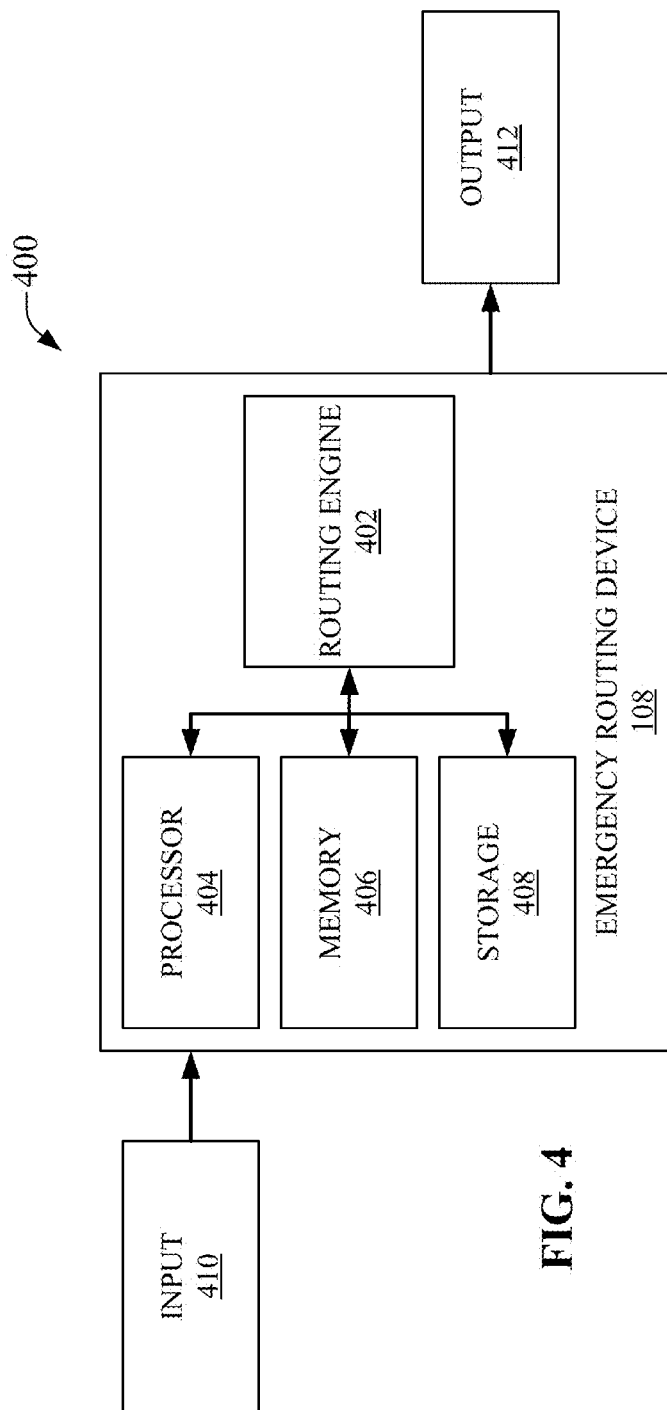 400
INPUT
410
PROCESSOR
404
MEMORY
406
STORAGE
408
ROUTING ENGINE
402
EMERGENCY ROUTING DEVICE
108
OUTPUT
412
FIG. 4